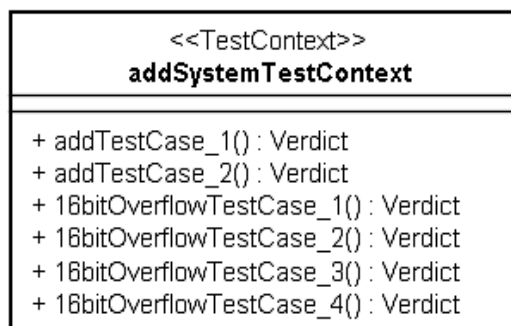 <<TestContext>>
addSystemTestContext
+ addTestCase_1() : Verdict
+ addTestCase_2() : Verdict
+ 16bitOverflowTestCase_1() : Verdict
+ 16bitOverflowTestCase_2() : Verdict
+ 16bitOverflowTestCase_3() : Verdict
+ 16bitOverflowTestCase_4() : Verdict